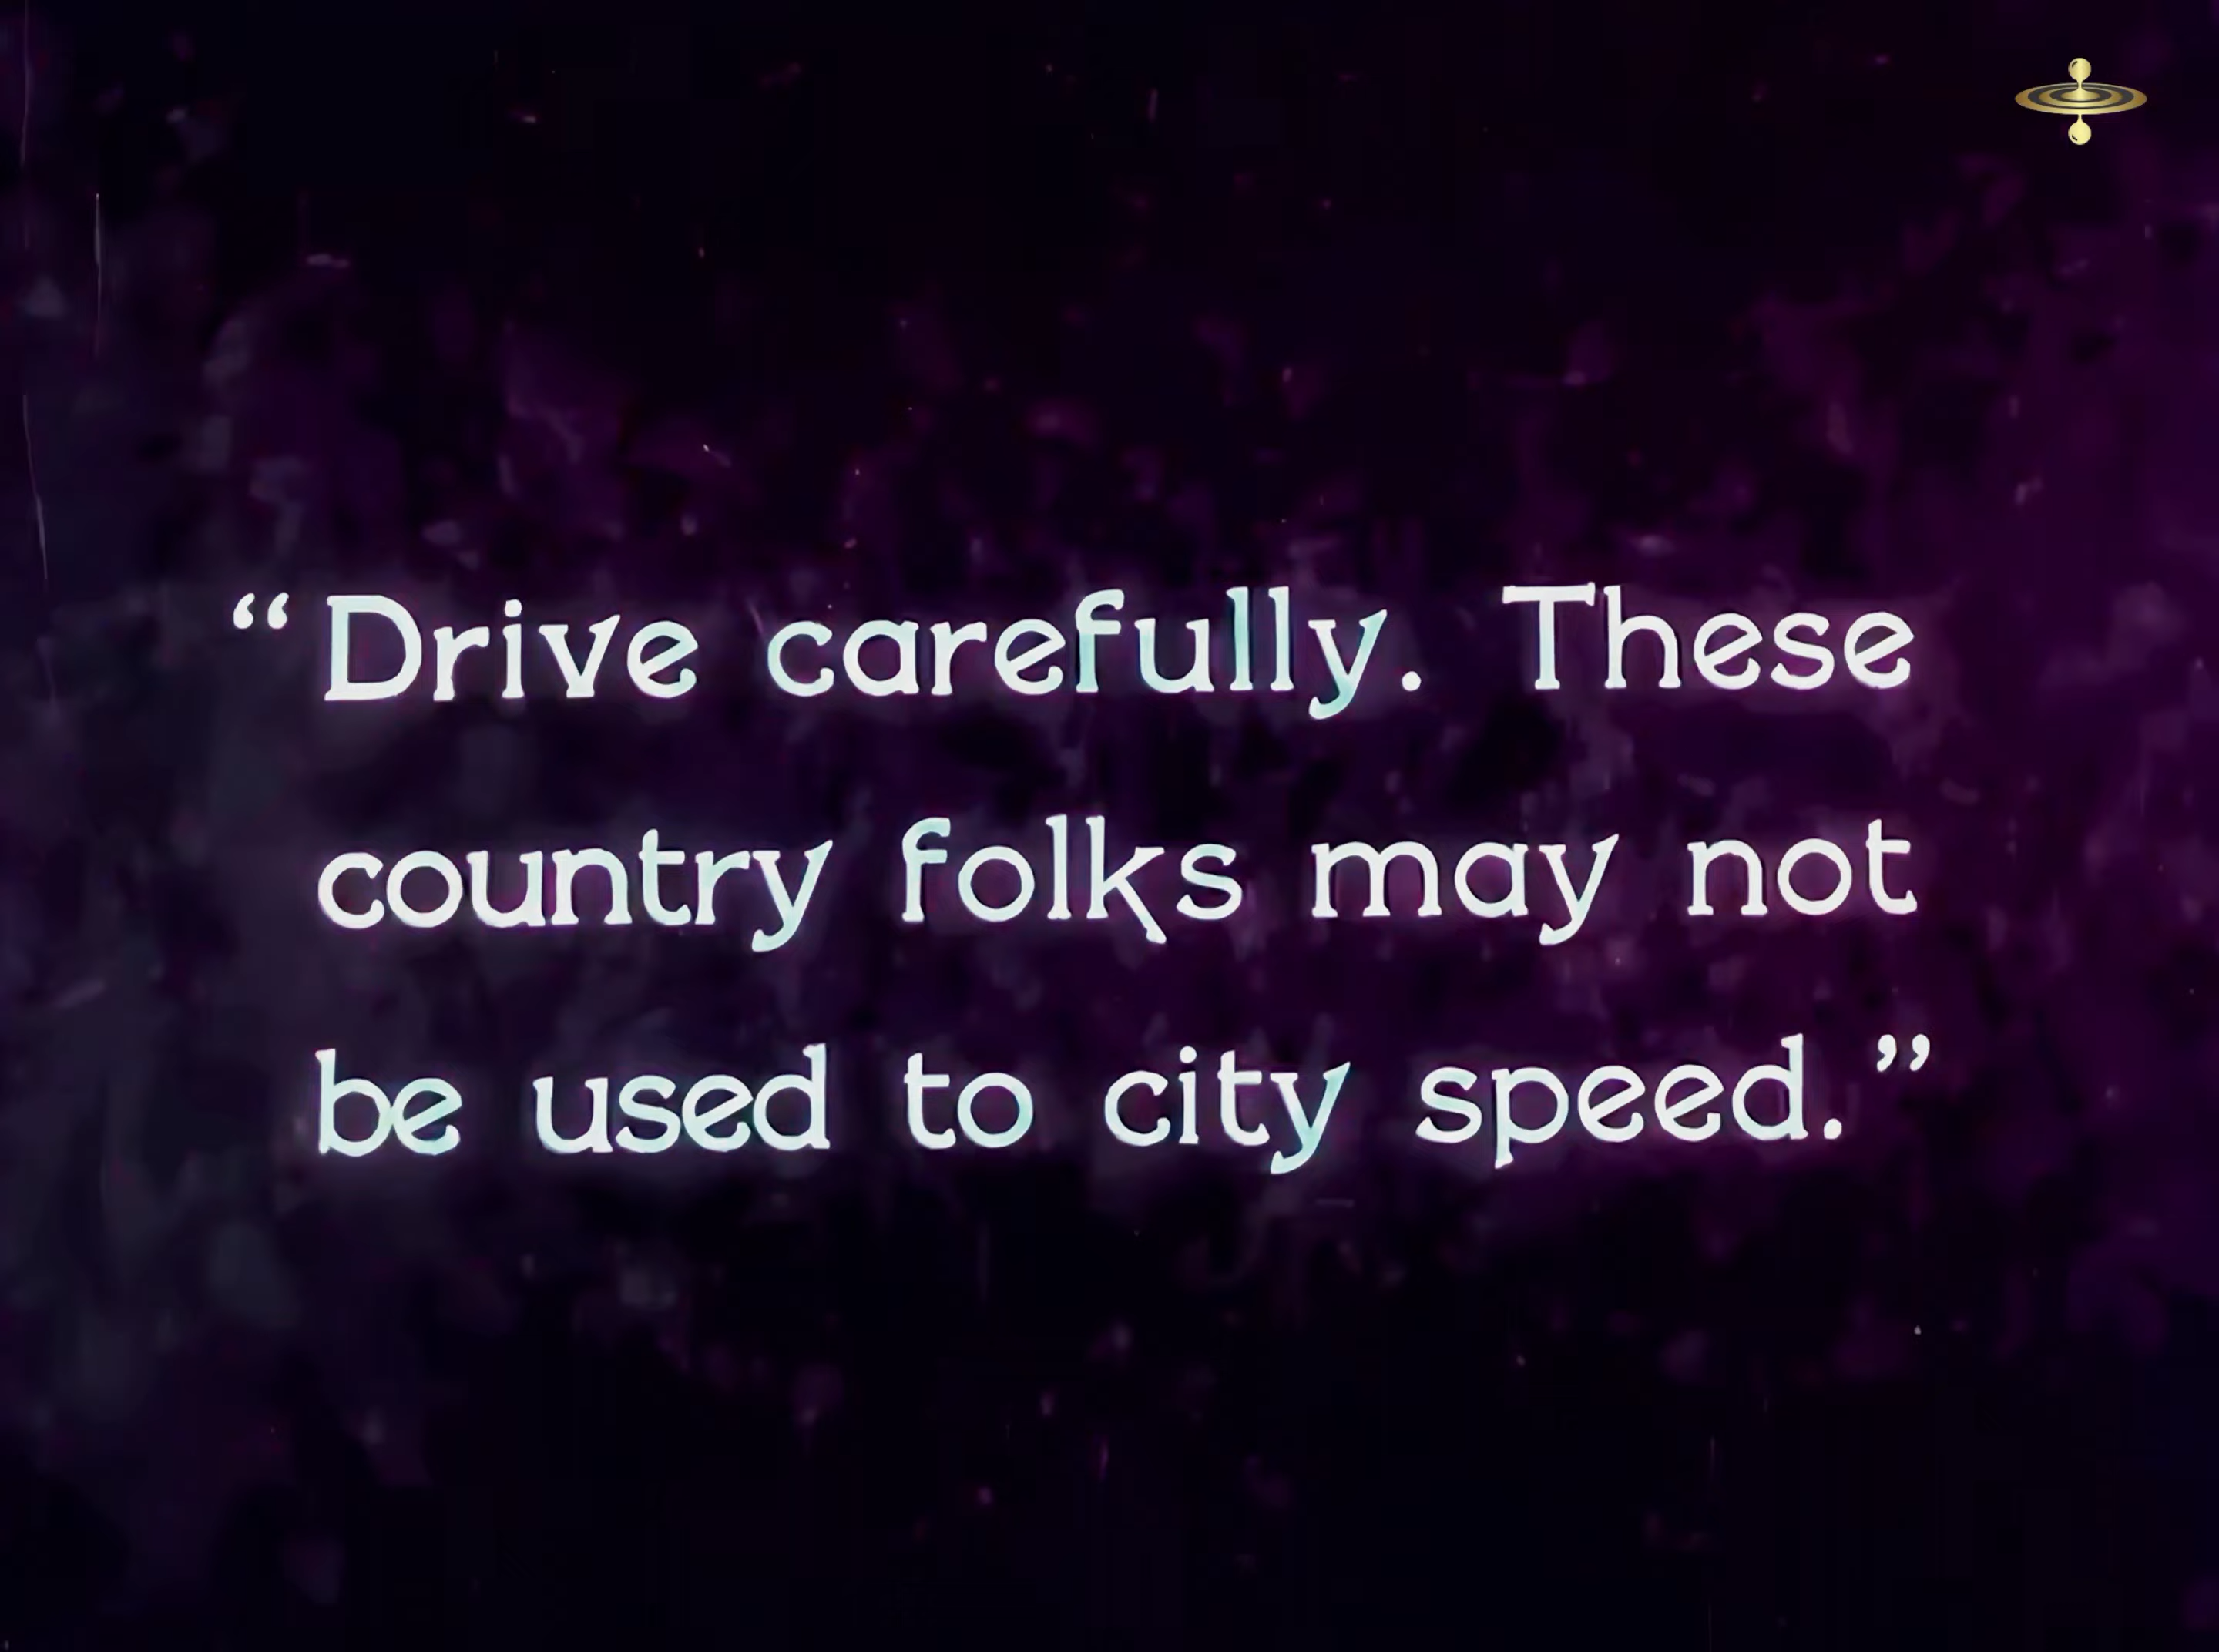 “Drive carefully. These
country folks may not
be used to city speed.”